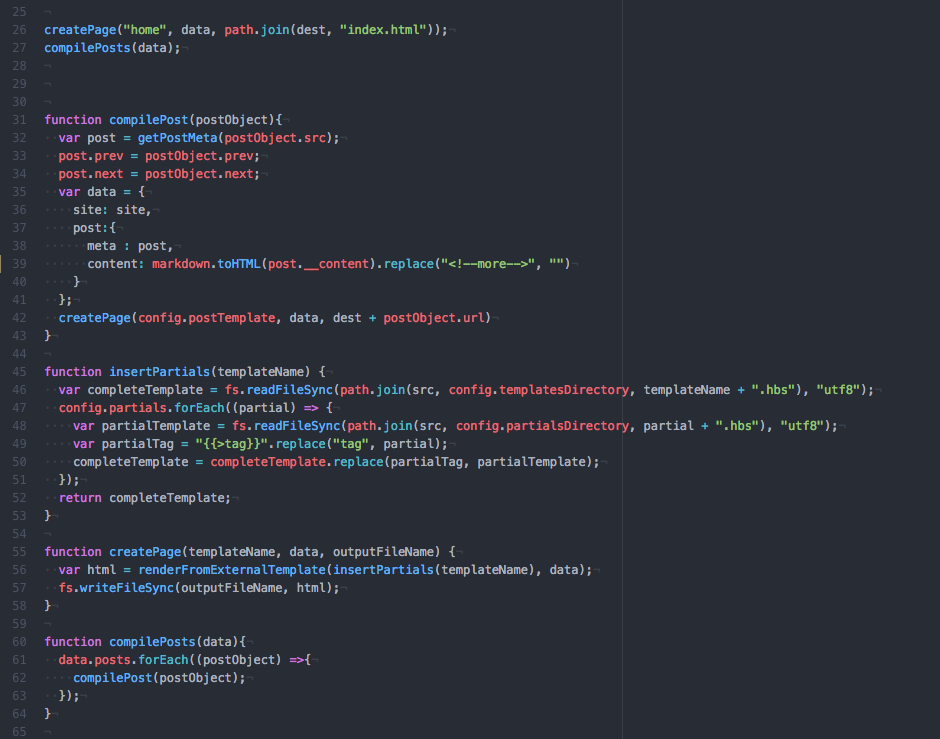 25
26 createPage("home", data, path.join(dest, "index.html"));
27 compilePosts(data);
28
29
30
31 function compilePost(postObject){
32   var post = getPostMeta(postObject.src);
33   post.prev = postObject.prev;
34   post.next = postObject.next;
35   var data = {
36     site: site,
37     post:{
38       meta : post,
39       content: markdown.toHTML(post.__content).replace("<!--more-->", "")
40     }
41   };
42   createPage(config.postTemplate, data, dest + postObject.url)
43 }
44
45 function insertPartials(templateName) {
46   var completeTemplate = fs.readFileSync(path.join(src, config.templatesDirectory, templateName + ".hbs"), "utf8");
47   config.partials.forEach((partial) => {
48     var partialTemplate = fs.readFileSync(path.join(src, config.partialsDirectory, partial + ".hbs"), "utf8");
49     var partialTag = "{{>tag}}".replace("tag", partial);
50     completeTemplate = completeTemplate.replace(partialTag, partialTemplate);
51   });
52   return completeTemplate;
53 }
54
55 function createPage(templateName, data, outputFileName) {
56   var html = renderFromExternalTemplate(insertPartials(templateName), data);
57   fs.writeFileSync(outputFileName, html);
58 }
59
60 function compilePosts(data){
61   data.posts.forEach((postObject) =>{
62     compilePost(postObject);
63   });
64 }
65